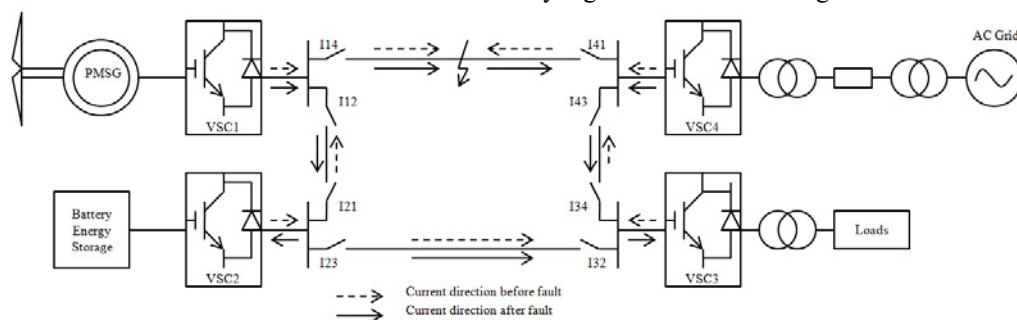 I14
I41
AC Grid
PMSG
VSC1
I12
I43
VSC4
Battery
Energy
Storage
VSC2
I21
I23
I34
I32
VSC3
Loads
Current direction before fault
Current direction after fault